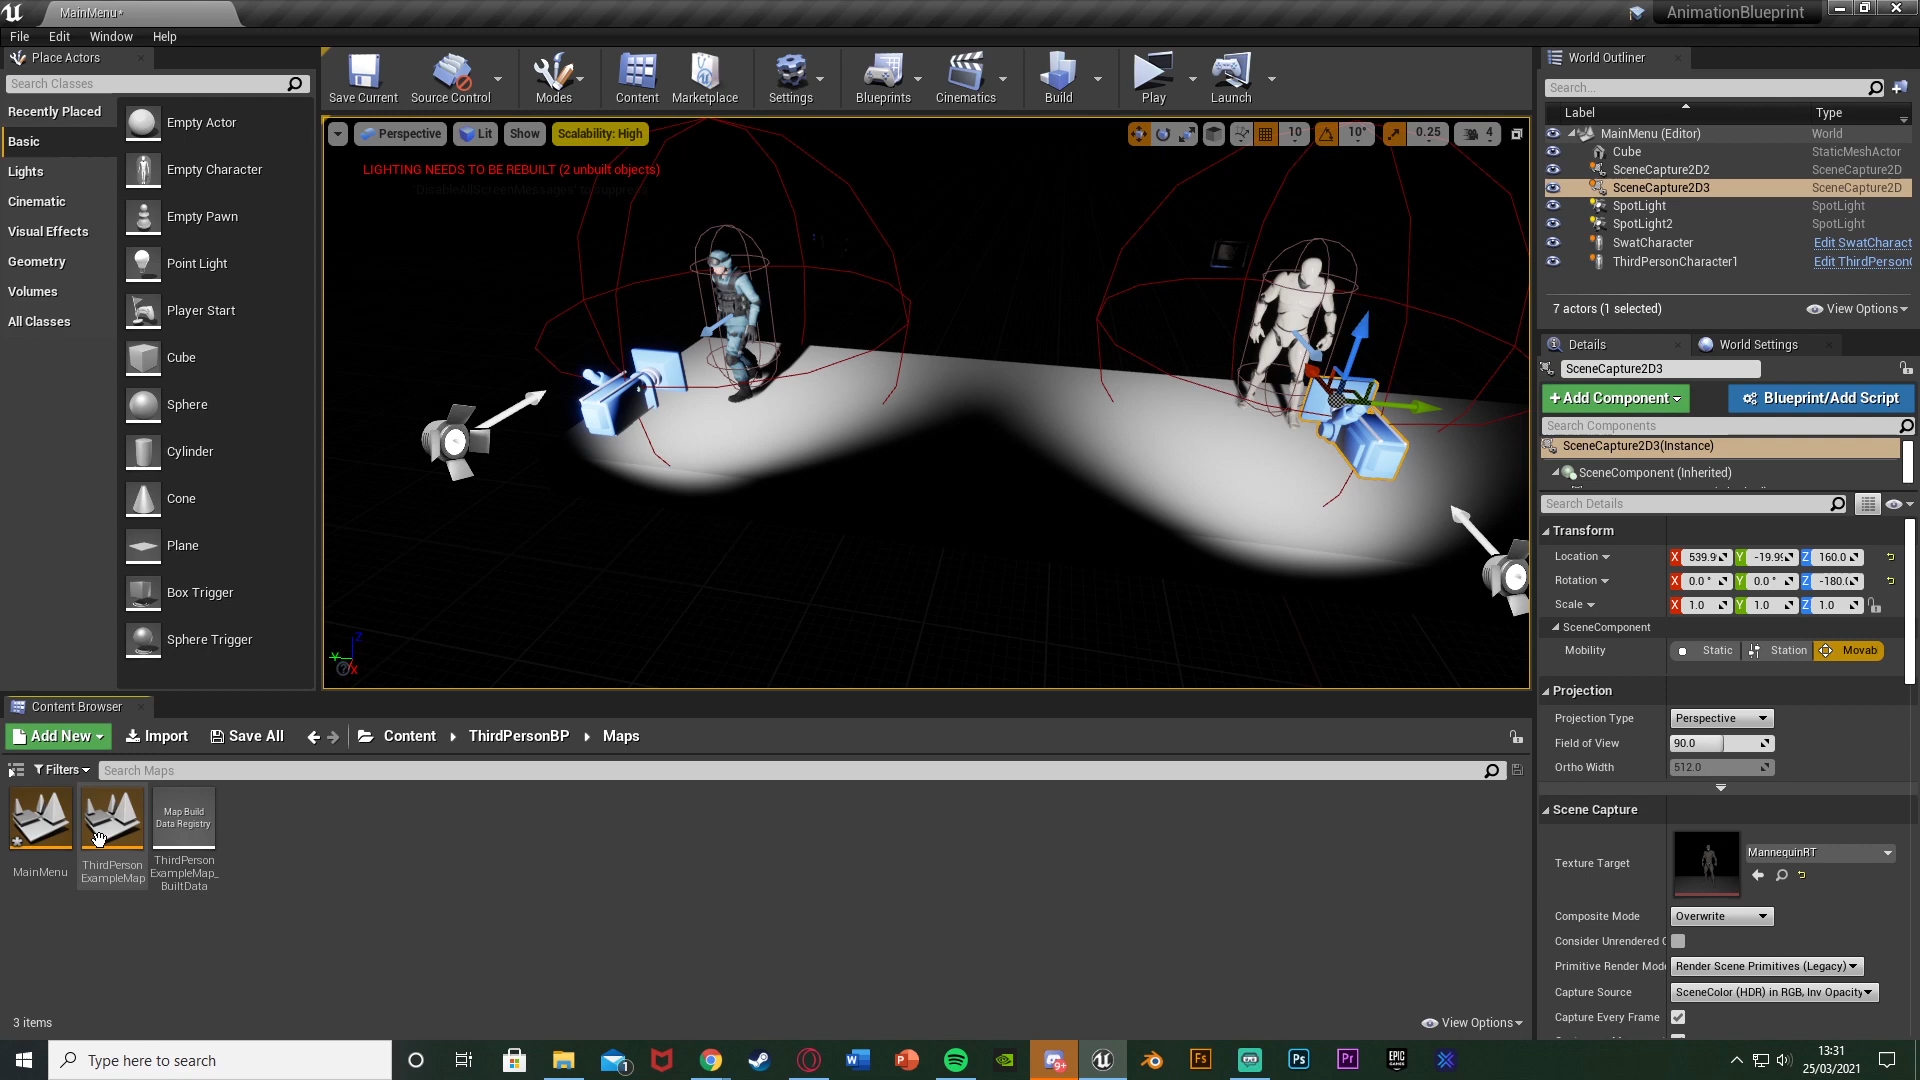 MainMenu*
AnimationBlueprint
File Edit Window Help
Place Actors
Search Classes
Recently Placed
Basic
Lights
Cinematic
Visual Effects
Geometry
Volumes
All Classes
Empty Actor
Empty Character
Empty Pawn
Point Light
Player Start
Cube
Sphere
Cylinder
Cone
Plane
Box Trigger
Sphere Trigger
Save Current Source Control Modes Content Marketplace Settings Blueprints Cinematics Build Play Launch
Perspective Lit Show Scalability: High 10 10° 0.25 4
LIGHTING NEEDS TO BE REBUILT (2 unbuilt objects)
'DisableAllScreenMessages' to suppress
Z
Y
X
World Outliner
Search...
Label Type
MainMenu (Editor) World
Cube StaticMeshActor
SceneCapture2D2 SceneCapture2D
SceneCapture2D3 SceneCapture2D
SpotLight SpotLight
SpotLight2 SpotLight
SwatCharacter Edit SwatCharact
ThirdPersonCharacter1 Edit ThirdPerson
7 actors (1 selected) View Options
Details World Settings
SceneCapture2D3
+Add Component Blueprint/Add Script
Search Components
SceneCapture2D3(Instance)
SceneComponent (Inherited)
Search Details
Transform
Location X 539.9 Y -19.9 Z 160.0
Rotation X 0.0 ° Y 0.0 ° Z -180.
Scale X 1.0 Y 1.0 Z 1.0
SceneComponent
Mobility Static Station Movab
Projection
Projection Type Perspective
Field of View 90.0
Ortho Width 512.0
Scene Capture
Texture Target MannequinRT
Composite Mode Overwrite
Consider Unrendered
Primitive Render Mode Render Scene Primitives (Legacy)
Capture Source SceneColor (HDR) in RGB, Inv Opacity
Capture Every Frame
Content Browser
Add New Import Save All Content ThirdPersonBP Maps
Filters Search Maps
Map Build
Data Registry
MainMenu
ThirdPerson
ExampleMap
ThirdPerson
ExampleMap_
BuiltData
3 items View Options
Type here to search
1
W
P
9+
Fs
Ps
Pr
EPIC
GAMES
13:31
25/03/2021